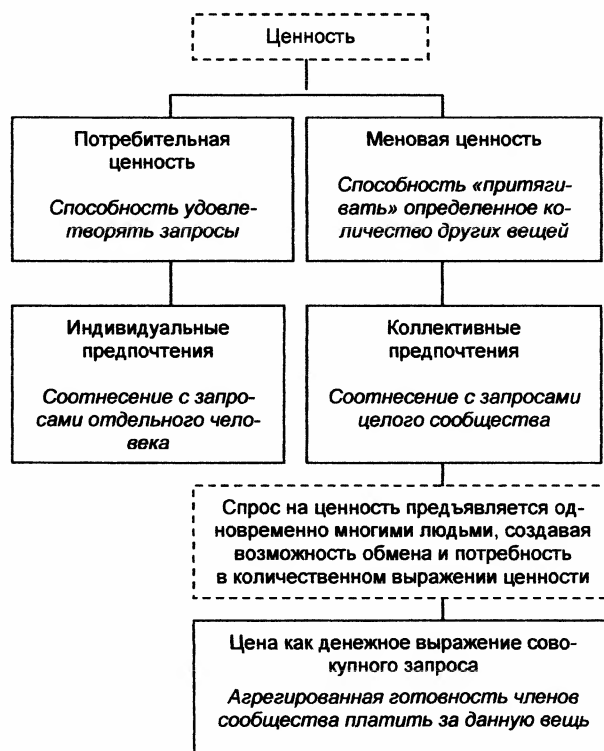 Ценность
Потребительная
ценность
Способность удовле-
творять запросы
Меновая ценность
Способность «притяги-
вать» определенное ко-
личество других вещей
Индивидуальные
предпочтения
Соотнесение с запро-
сами отдельного чело-
века
Коллективные
предпочтения
Соотнесение с запросами
целого сообщества
Спрос на ценность предъявляется од-
новременно многими людьми, создавая
возможность обмена и потребность
в количественном выражении ценности
Цена как денежное выражение сово-
купного запроса
Агрегированная готовность членов
сообщества платить за данную вещь